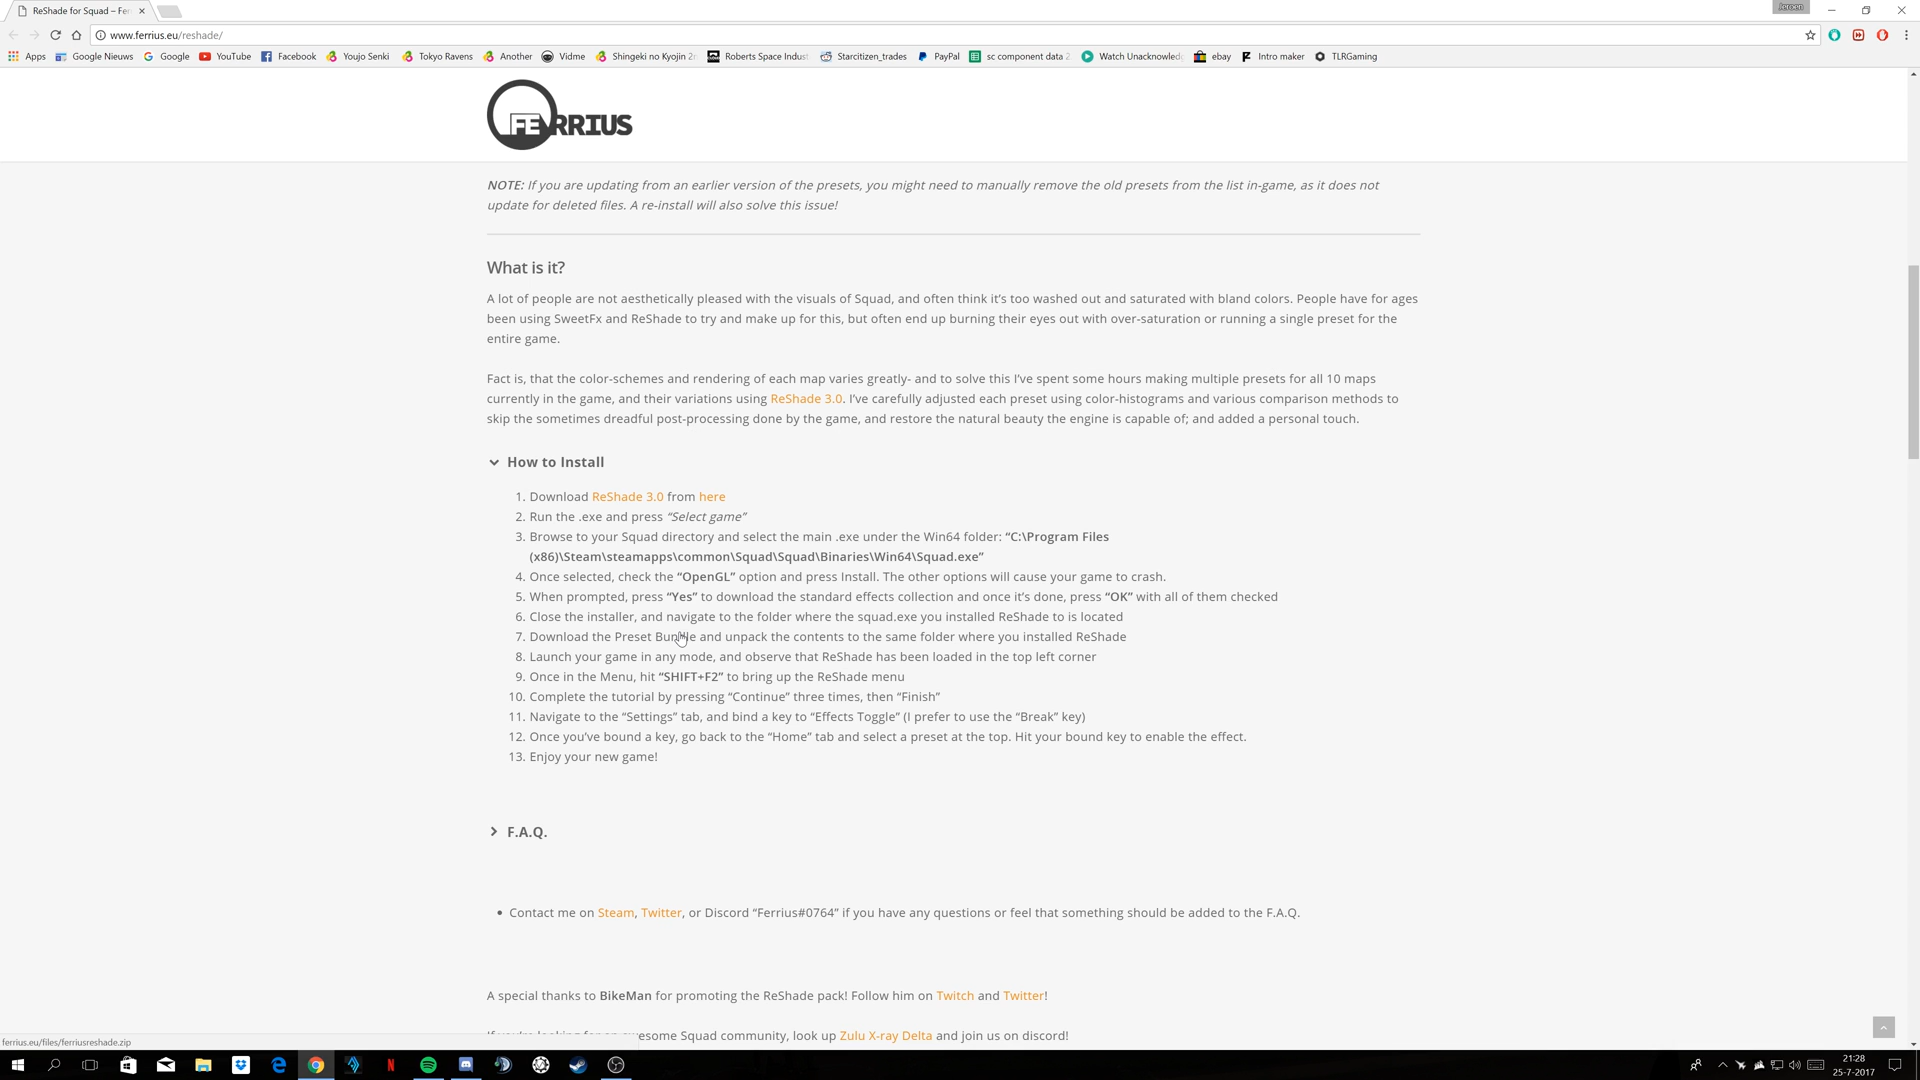 ReShade for Squad – Fer
Jeroen
www.ferrius.eu/reshade/
Apps Google Nieuws Google YouTube Facebook Youjo Senki Tokyo Ravens Another Vidme Shingeki no Kyojin 2n Roberts Space Indust Starcitizen_trades PayPal sc component data 2 Watch Unacknowledg ebay Intro maker TLRGaming
FERRIUS
NOTE: If you are updating from an earlier version of the presets, you might need to manually remove the old presets from the list in-game, as it does not
update for deleted files. A re-install will also solve this issue!
What is it?
A lot of people are not aesthetically pleased with the visuals of Squad, and often think it’s too washed out and saturated with bland colors. People have for ages
been using SweetFx and ReShade to try and make up for this, but often end up burning their eyes out with over-saturation or running a single preset for the
entire game.
Fact is, that the color-schemes and rendering of each map varies greatly- and to solve this I’ve spent some hours making multiple presets for all 10 maps
currently in the game, and their variations using ReShade 3.0. I’ve carefully adjusted each preset using color-histograms and various comparison methods to
skip the sometimes dreadful post-processing done by the game, and restore the natural beauty the engine is capable of; and added a personal touch.
How to Install
1. Download ReShade 3.0 from here
2. Run the .exe and press “Select game”
3. Browse to your Squad directory and select the main .exe under the Win64 folder: “C:\Program Files
(x86)\Steam\steamapps\common\Squad\Squad\Binaries\Win64\Squad.exe”
4. Once selected, check the “OpenGL” option and press Install. The other options will cause your game to crash.
5. When prompted, press “Yes” to download the standard effects collection and once it’s done, press “OK” with all of them checked
6. Close the installer, and navigate to the folder where the squad.exe you installed ReShade to is located
7. Download the Preset Bundle and unpack the contents to the same folder where you installed ReShade
8. Launch your game in any mode, and observe that ReShade has been loaded in the top left corner
9. Once in the Menu, hit “SHIFT+F2” to bring up the ReShade menu
10. Complete the tutorial by pressing “Continue” three times, then “Finish”
11. Navigate to the “Settings” tab, and bind a key to “Effects Toggle” (I prefer to use the “Break” key)
12. Once you’ve bound a key, go back to the “Home” tab and select a preset at the top. Hit your bound key to enable the effect.
13. Enjoy your new game!
F.A.Q.
• Contact me on Steam, Twitter, or Discord “Ferrius#0764” if you have any questions or feel that something should be added to the F.A.Q.
A special thanks to BikeMan for promoting the ReShade pack! Follow him on Twitch and Twitter!
If you’re looking for an awesome Squad community, look up Zulu X-ray Delta and join us on discord!
ferrius.eu/files/ferriusreshade.zip
21:28
25-7-2017